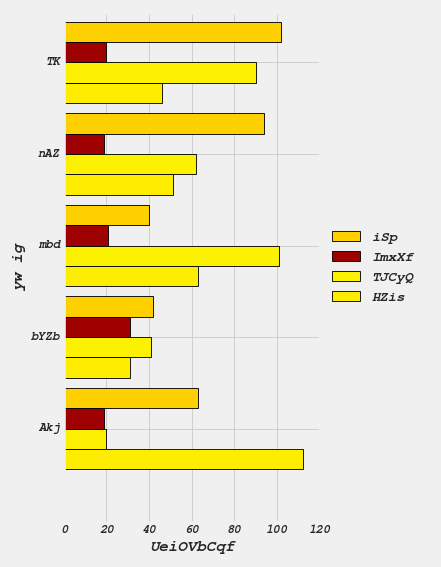 TK
nAZ
mbd
bYZb
Akj
yw ig
0 20 40 60 80 100 120
UeiOVbCqf
iSp
ImxXf
TJCyQ
HZis